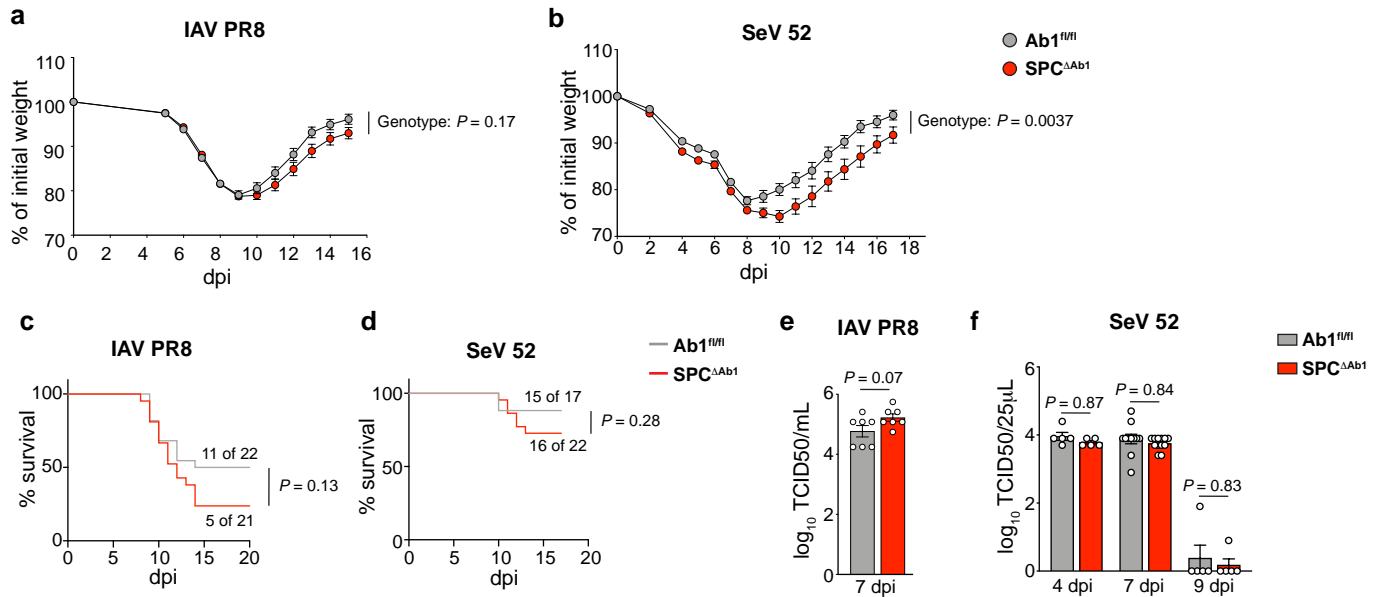 a
IAV PR8
% of initial weight
110
100
90
80
70
0 2 4 6 8 10 12 14 16
dpi
Genotype: P = 0.17
b
SeV 52
% of initial weight
110
100
90
80
70
0 2 4 6 8 10 12 14 16 18
dpi
Genotype: P = 0.0037
Ab1fl/fl
SPCΔAb1
c
IAV PR8
% survival
100
50
0
0 5 10 15 20
dpi
11 of 22
5 of 21
P = 0.13
d
SeV 52
% survival
100
50
0
0 5 10 15 20
dpi
15 of 17
16 of 22
P = 0.28
Ab1fl/fl
SPCΔAb1
e
IAV PR8
log10 TCID50/mL
6
4
2
0
P = 0.07
7 dpi
f
SeV 52
log10 TCID50/25μL
6
4
2
0
P = 0.87
P = 0.84
P = 0.83
4 dpi 7 dpi 9 dpi
Ab1fl/fl
SPCΔAb1